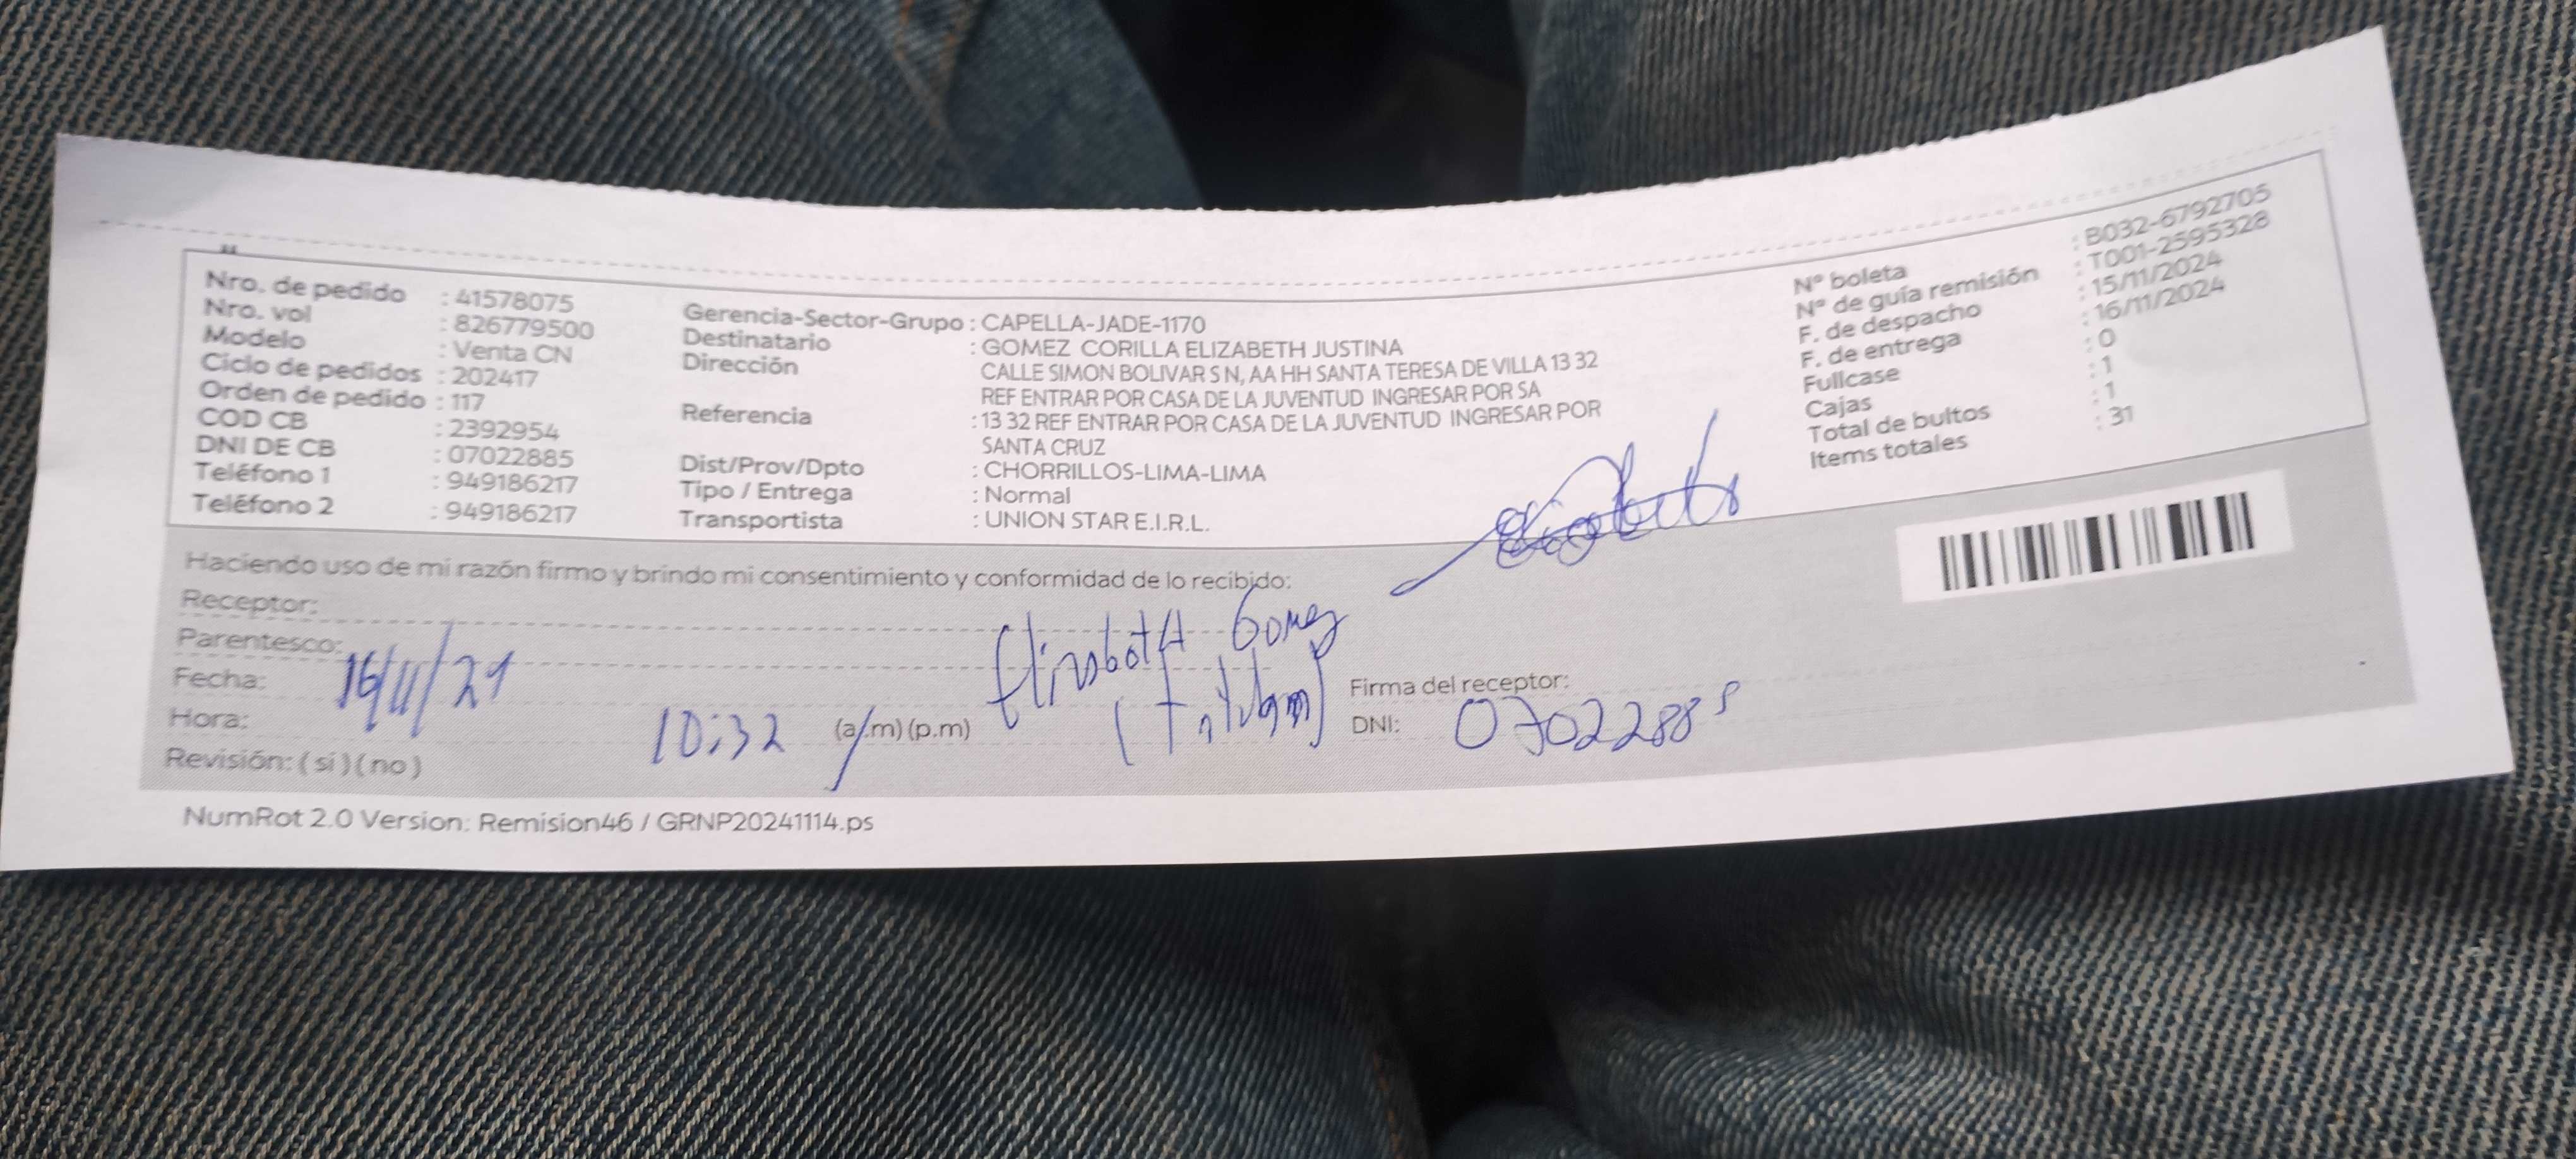 Nro. de pedido : 41578075
Nro. vol : 826779500
Modelo : Venta CN
Ciclo de pedidos : 202417
Orden de pedido : 117
COD CB : 2392954
DNI DE CB : 07022885
Teléfono 1 : 949186217
Teléfono 2 : 949186217
Gerencia-Sector-Grupo : CAPELLA-JADE-1170
Destinatario : GOMEZ CORILLA ELIZABETH JUSTINA
Dirección CALLE SIMON BOLIVAR S N, AA HH SANTA TERESA DE VILLA 13 32
REF ENTRAR POR CASA DE LA JUVENTUD INGRESAR POR SA
Referencia : 13 32 REF ENTRAR POR CASA DE LA JUVENTUD INGRESAR POR
SANTA CRUZ
Dist/Prov/Dpto : CHORRILLOS-LIMA-LIMA
Tipo / Entrega : Normal
Transportista : UNION STAR E.I.R.L.
N° boleta : B032-6792705
N° de guía remisión : T001-2595328
F. de despacho : 15/11/2024
F. de entrega : 16/11/2024
Fullcase : 0
Cajas : 1
Total de bultos : 1
Items totales : 31
Haciendo uso de mi razón firmo y brindo mi consentimiento y conformidad de lo recibido:
Receptor: Elizabeth Gomez
Parentesco:
Fecha: 16/11/24
Hora: 10:32 (a.m) (p.m)
Revisión: ( si ) ( no )
Firma del receptor:
DNI: 07022885
NumRot 2.0 Version: Remision46 / GRNP20241114.ps